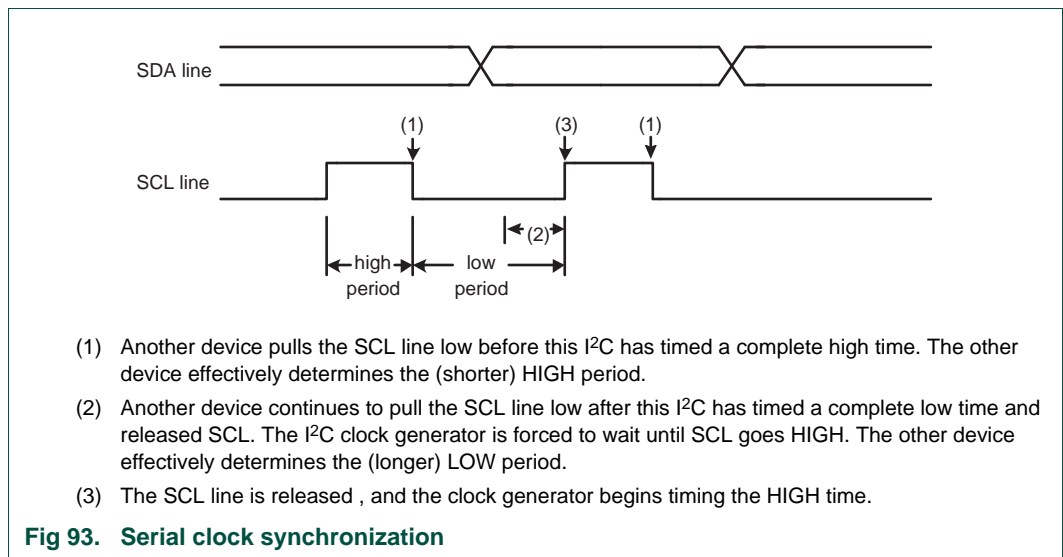 SDA line
(1)
(3)
(1)
SCL line
(2)
high
period
low
period
(1) Another device pulls the SCL line low before this I²C has timed a complete high time. The other
device effectively determines the (shorter) HIGH period.
(2) Another device continues to pull the SCL line low after this I²C has timed a complete low time and
released SCL. The I²C clock generator is forced to wait until SCL goes HIGH. The other device
effectively determines the (longer) LOW period.
(3) The SCL line is released , and the clock generator begins timing the HIGH time.
Fig 93. Serial clock synchronization